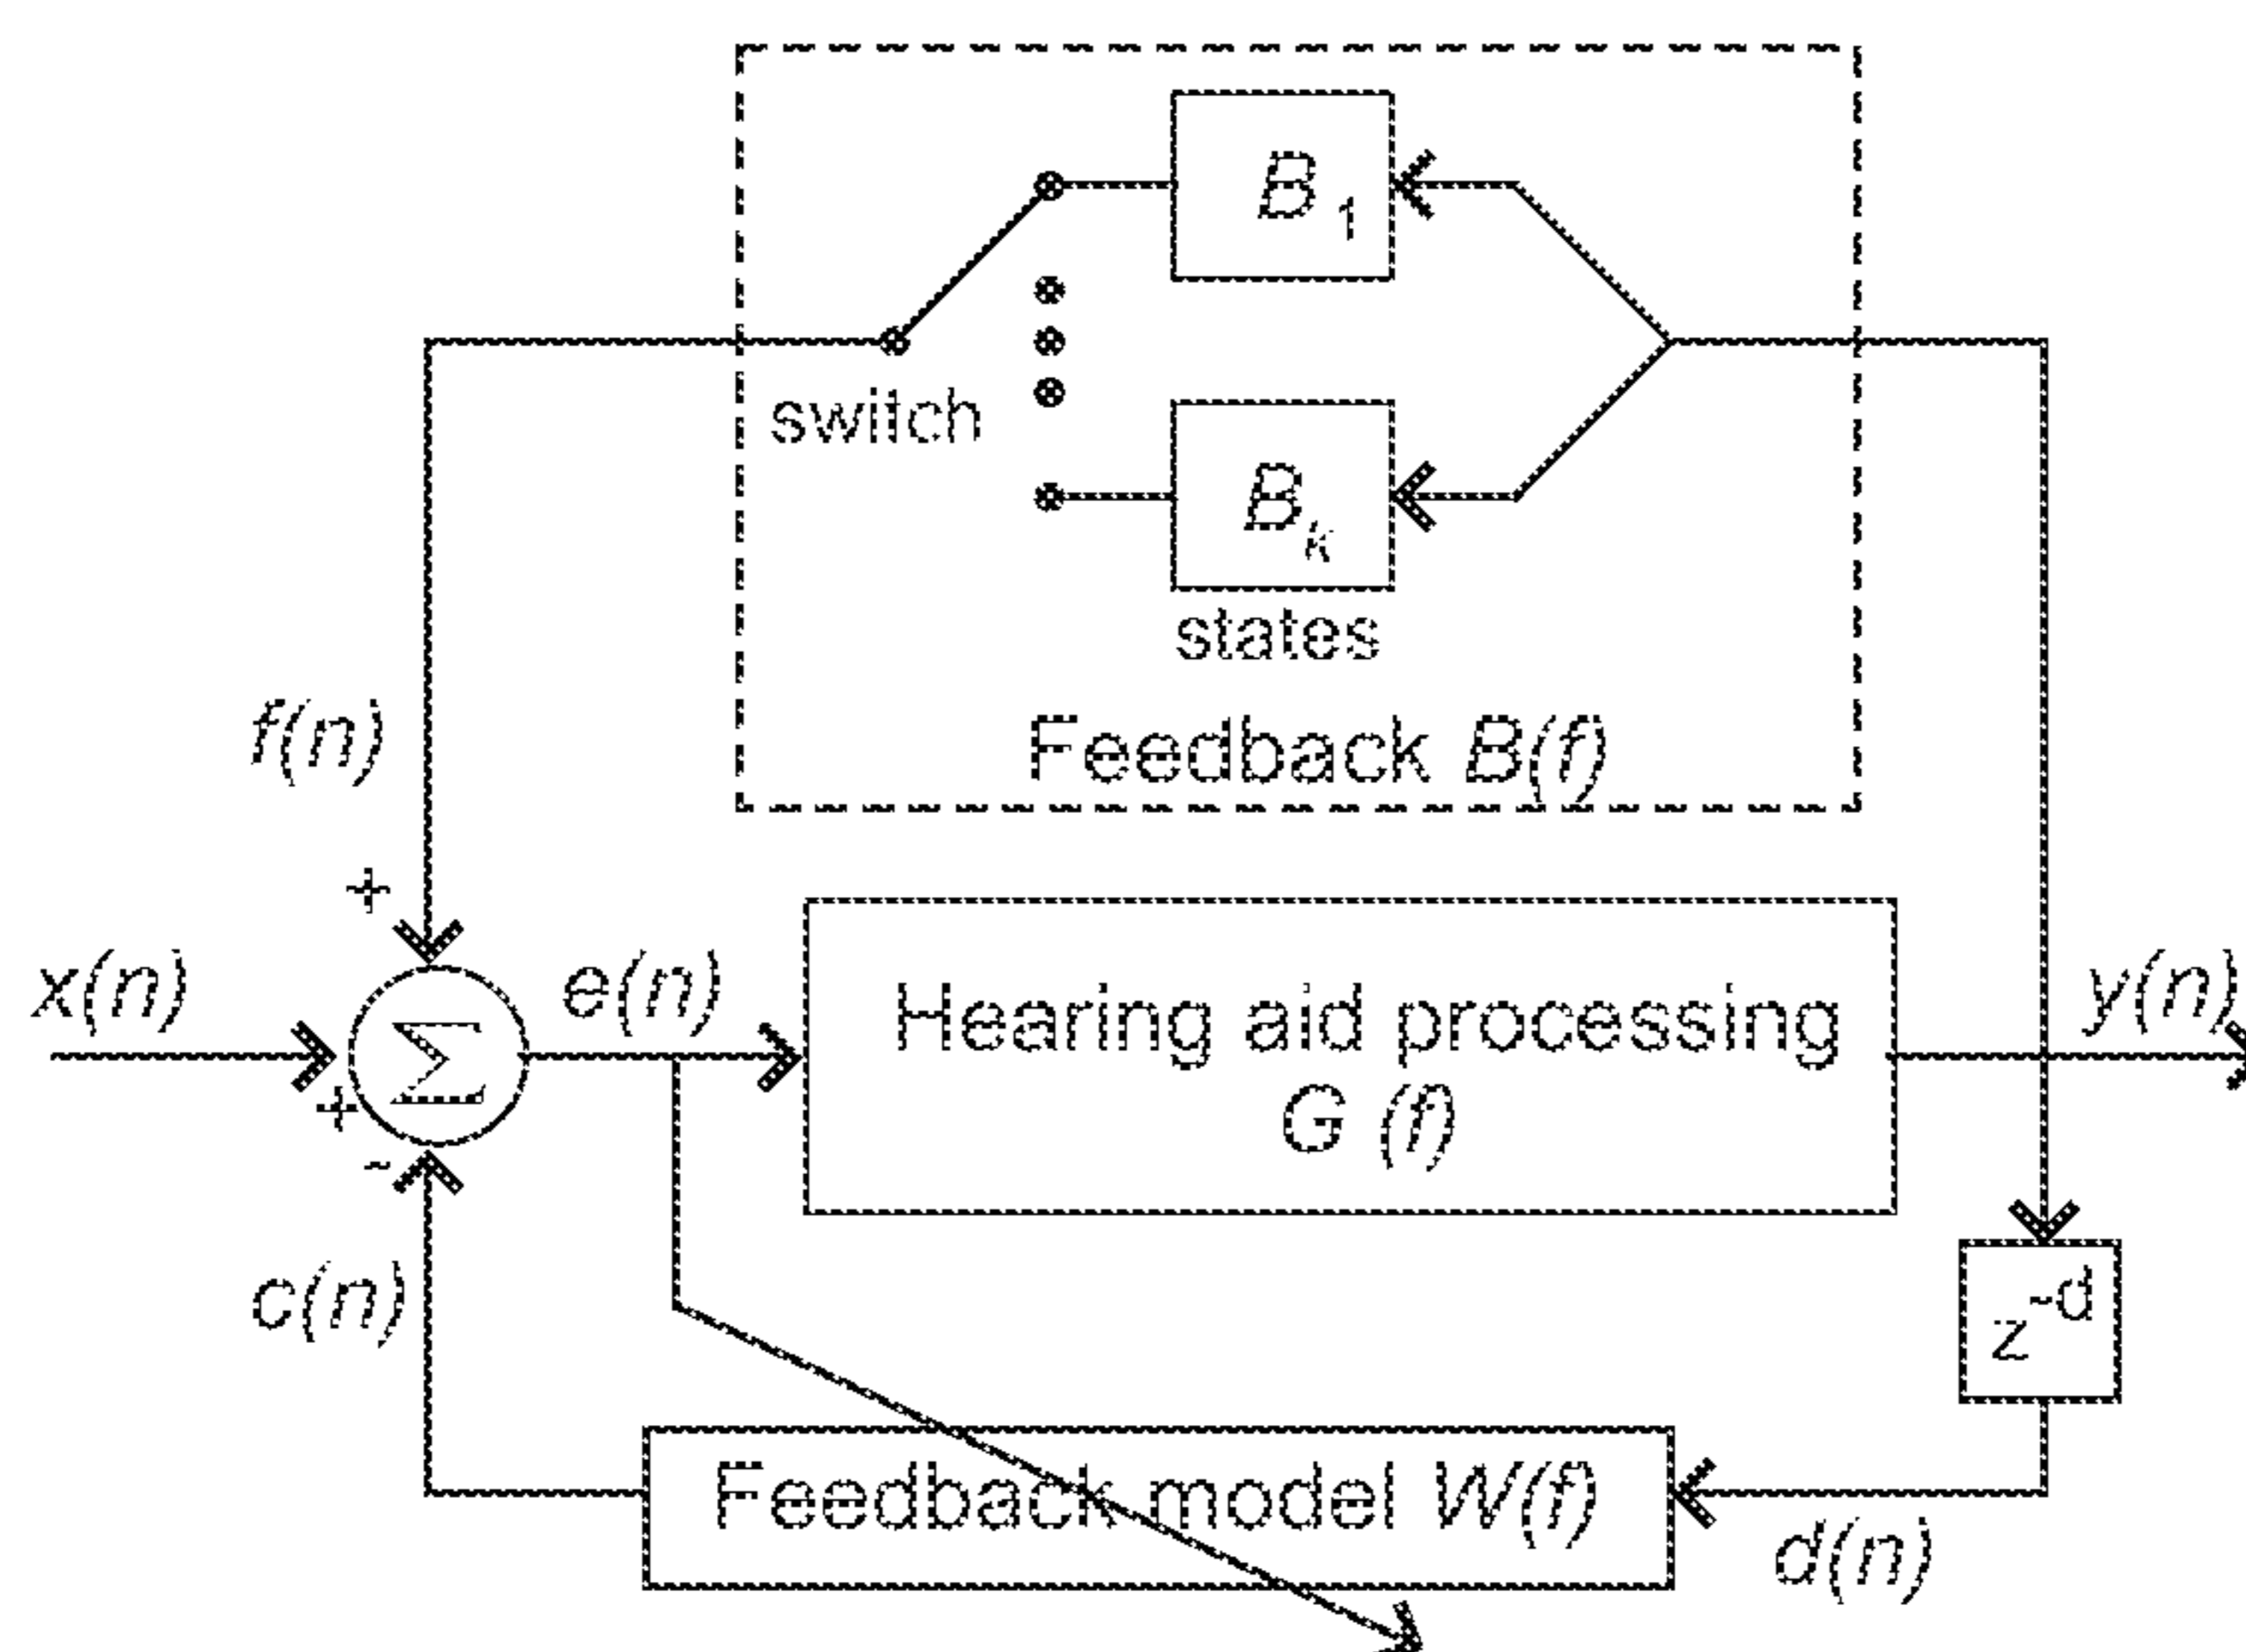 B1
switch
Bk
states
f(n)
Feedback B(f)
+
x(n)
e(n)
Hearing aid processing
G (f)
y(n)
Σ
+
-
c(n)
z-d
Feedback model W(f)
d(n)